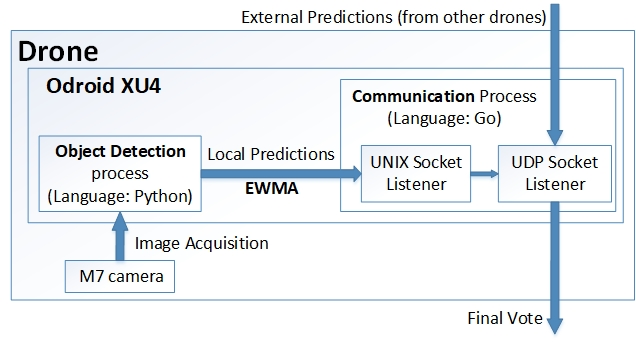 External Predictions (from other drones)
Drone
Odroid XU4
Communication Process
(Language: Go)
Object Detection
process
(Language: Python)
Local Predictions
EWMA
UNIX Socket
Listener
UDP Socket
Listener
Image Acquisition
M7 camera
Final Vote